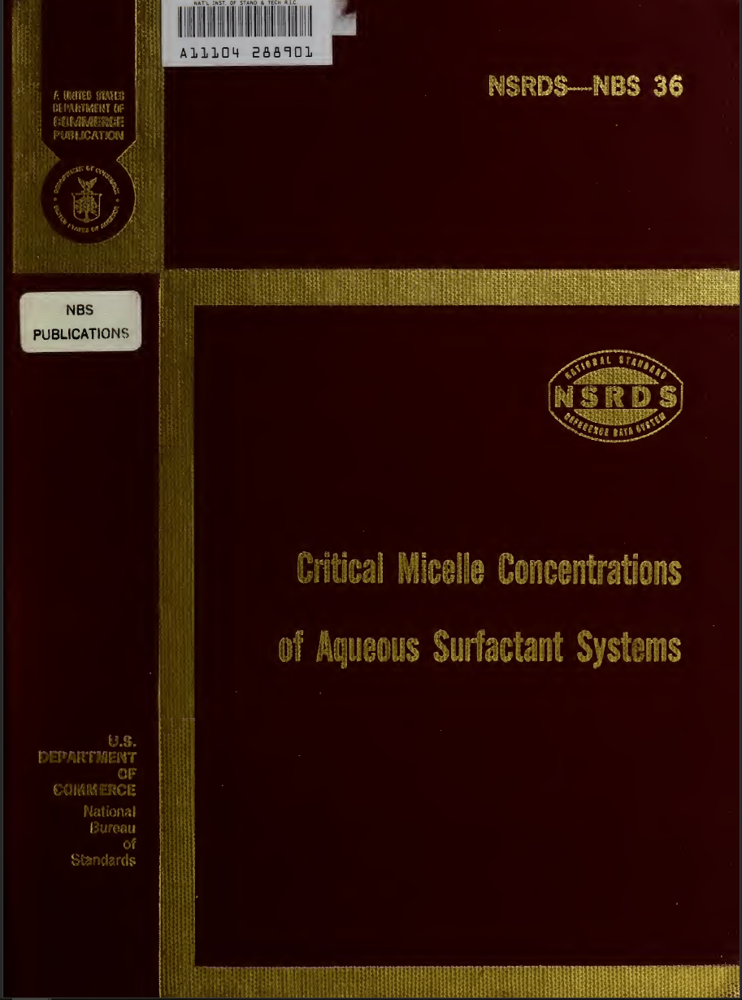 NAT'L INST. OF STAND & TECH R.I.C.
A11104 288901
NSRDS—NBS 36
A UNITED STATES
DEPARTMENT OF
COMMERCE
PUBLICATION
DEPARTMENT OF COMMERCE
UNITED STATES OF AMERICA
NBS
PUBLICATIONS
NATIONAL STANDARD
NSRDS
REFERENCE DATA SYSTEM
Critical Micelle Concentrations
of Aqueous Surfactant Systems
U.S.
DEPARTMENT
OF
COMMERCE
National
Bureau
of
Standards